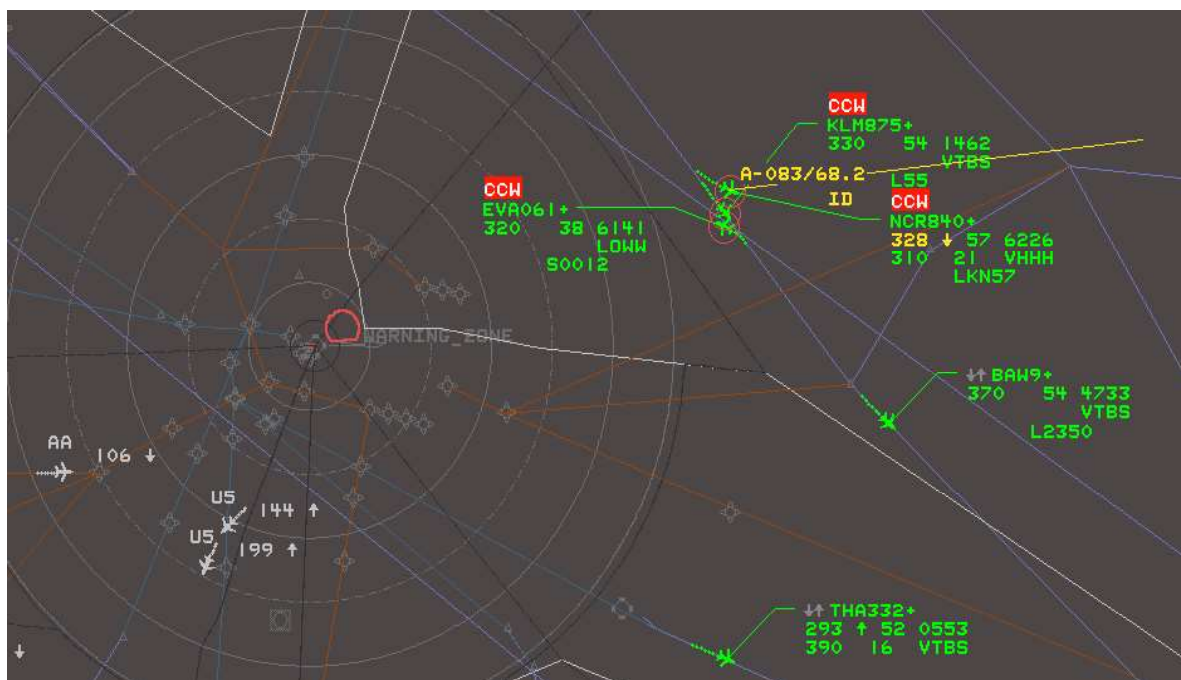 CCW
KLM875+
330 54 1462
VTBS
A-083/68.2
L55
ID
CCW
EVA061+
320 38 6141
LOWW
S0012
CCW
NCR840+
328 ↓ 57 6226
310 21 VHHH
LKN57
WARNING_ZONE
↓↑ BAW9+
370 54 4733
VTBS
L2350
AA
106 ↓
U5
144 ↑
U5
199 ↑
↓↑ THA332+
293 ↑ 52 0553
390 16 VTBS
↓